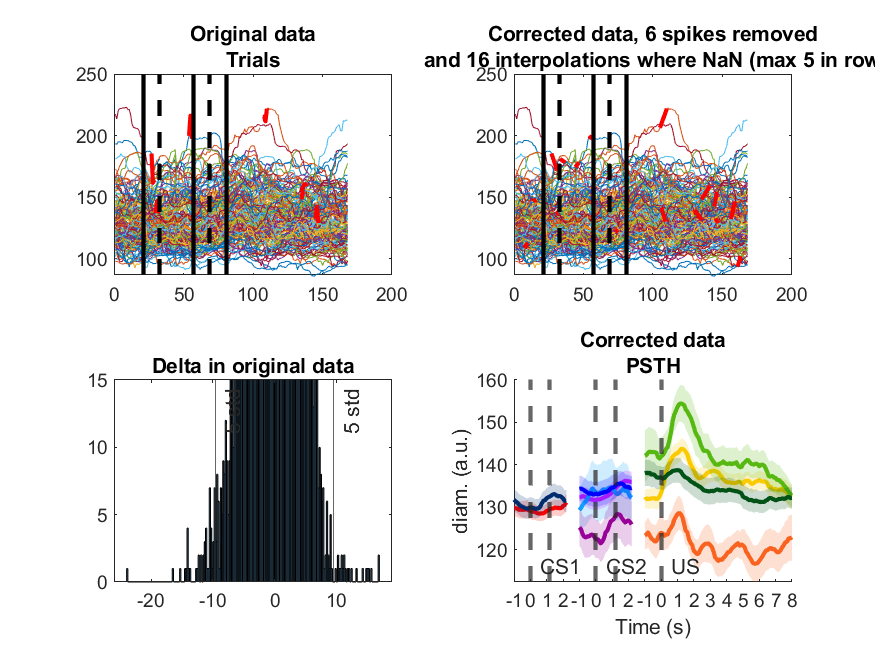 Original data
Trials
250
200
150
100
0 50 100 150 200
Corrected data, 6 spikes removed
and 16 interpolations where NaN (max 5 in row
250
200
150
100
0 50 100 150 200
Delta in original data
15
10
5
0
-20 -10 0 10
5 std
Corrected data
PSTH
160
150
140
130
120
diam. (a.u.)
CS1 CS2 US
-1 0 1 2 -1 0 1 2 -1 0 1 2 3 4 5 6 7 8
Time (s)